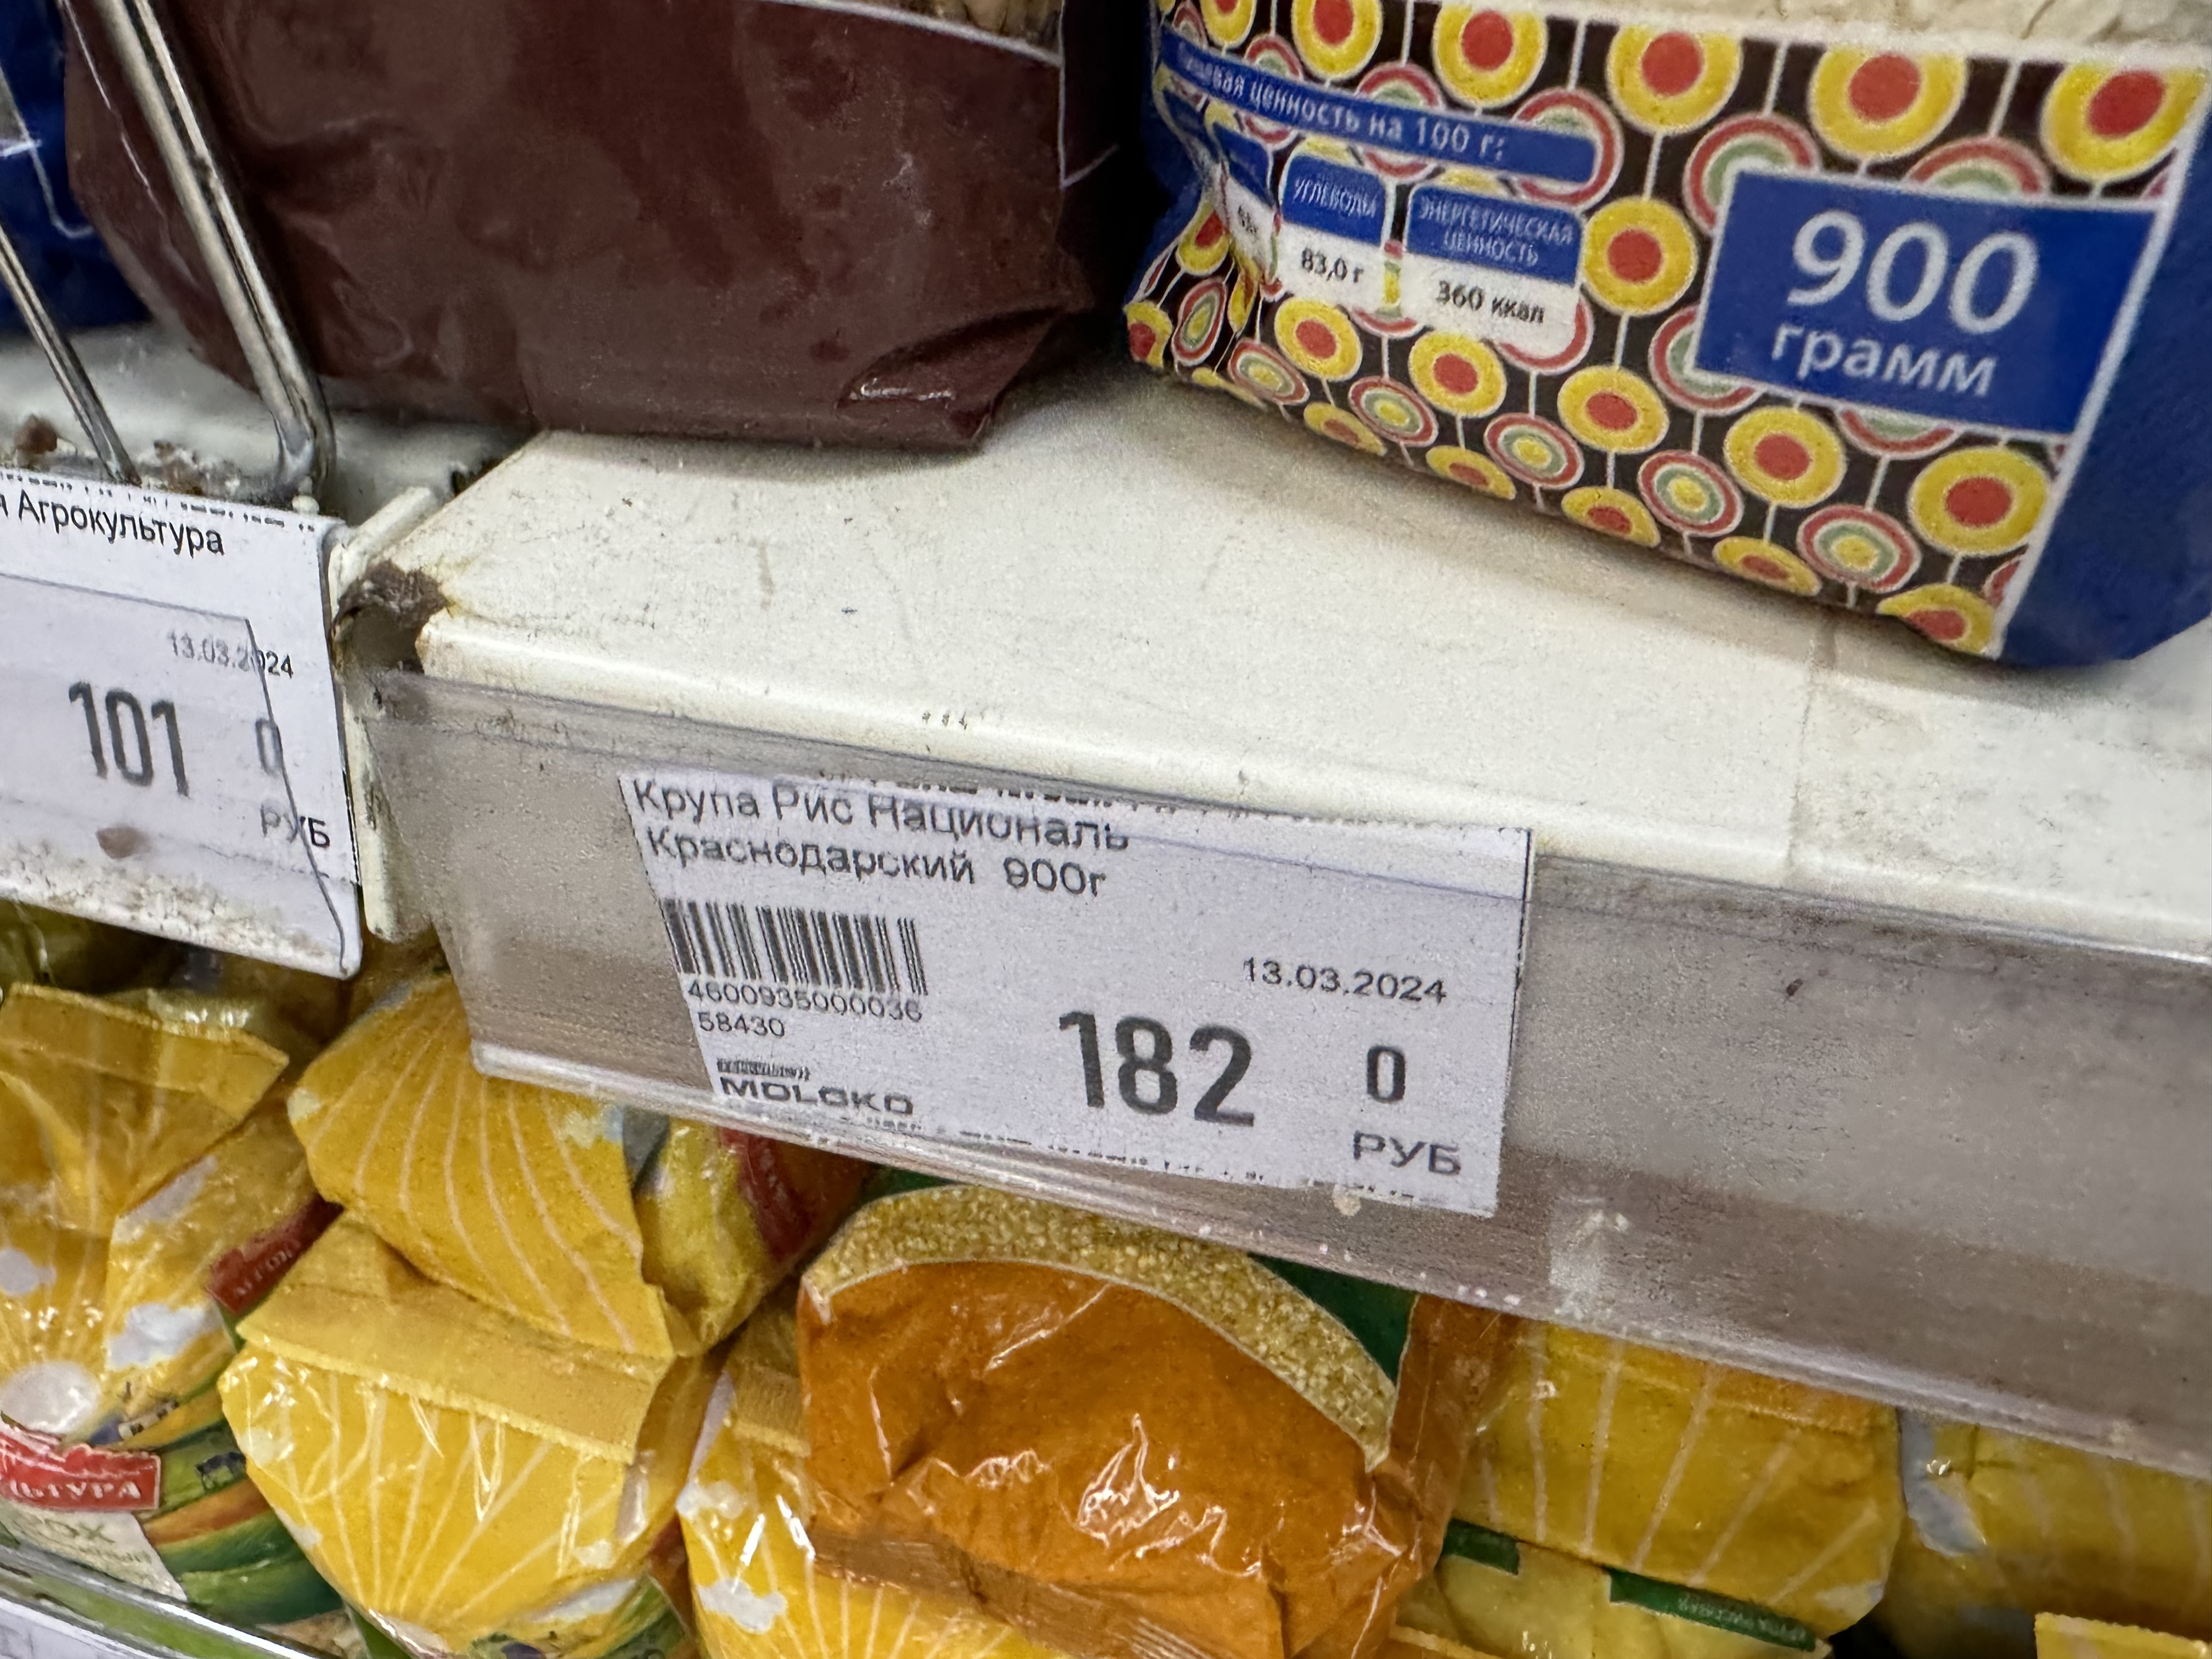 ценность на 100 г:
УГЛЕВОДЫ
83,0 г
ЭНЕРГЕТИЧЕСКАЯ
ЦЕННОСТЬ
360 ккал
900
грамм
я Агрокультура
13.03.2024
101 0
РУБ
Крупа Рис Националь
Краснодарский 900г
4600935000036
58430
MOLOKO
13.03.2024
182 0
РУБ